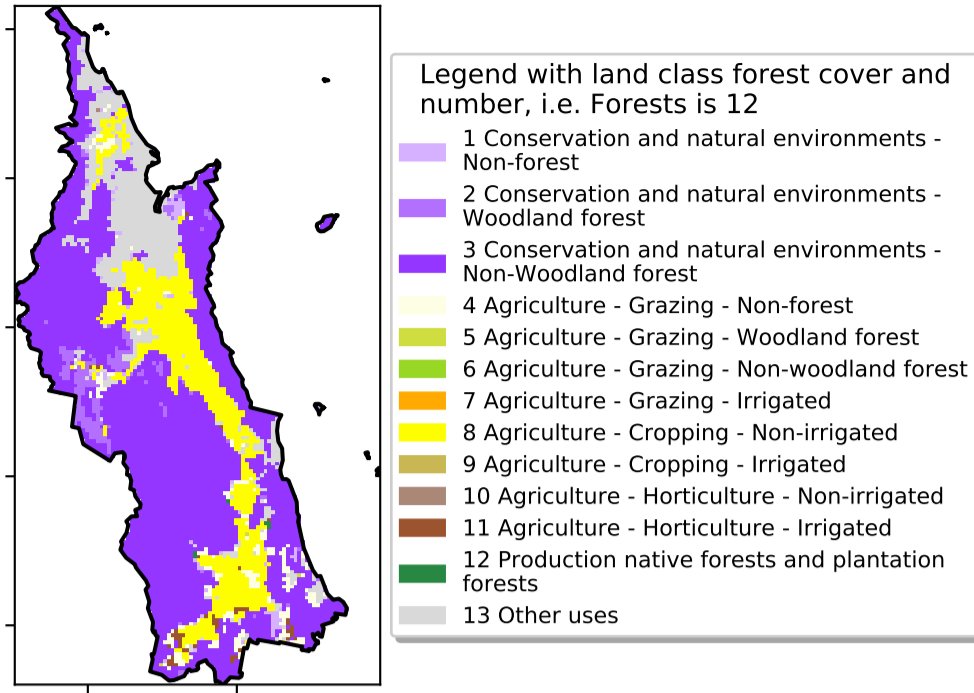 Legend with land class forest cover and
number, i.e. Forests is 12
1 Conservation and natural environments -
Non-forest
2 Conservation and natural environments -
Woodland forest
3 Conservation and natural environments -
Non-Woodland forest
4 Agriculture - Grazing - Non-forest
5 Agriculture - Grazing - Woodland forest
6 Agriculture - Grazing - Non-woodland forest
7 Agriculture - Grazing - Irrigated
8 Agriculture - Cropping - Non-irrigated
9 Agriculture - Cropping - Irrigated
10 Agriculture - Horticulture - Non-irrigated
11 Agriculture - Horticulture - Irrigated
12 Production native forests and plantation
forests
13 Other uses